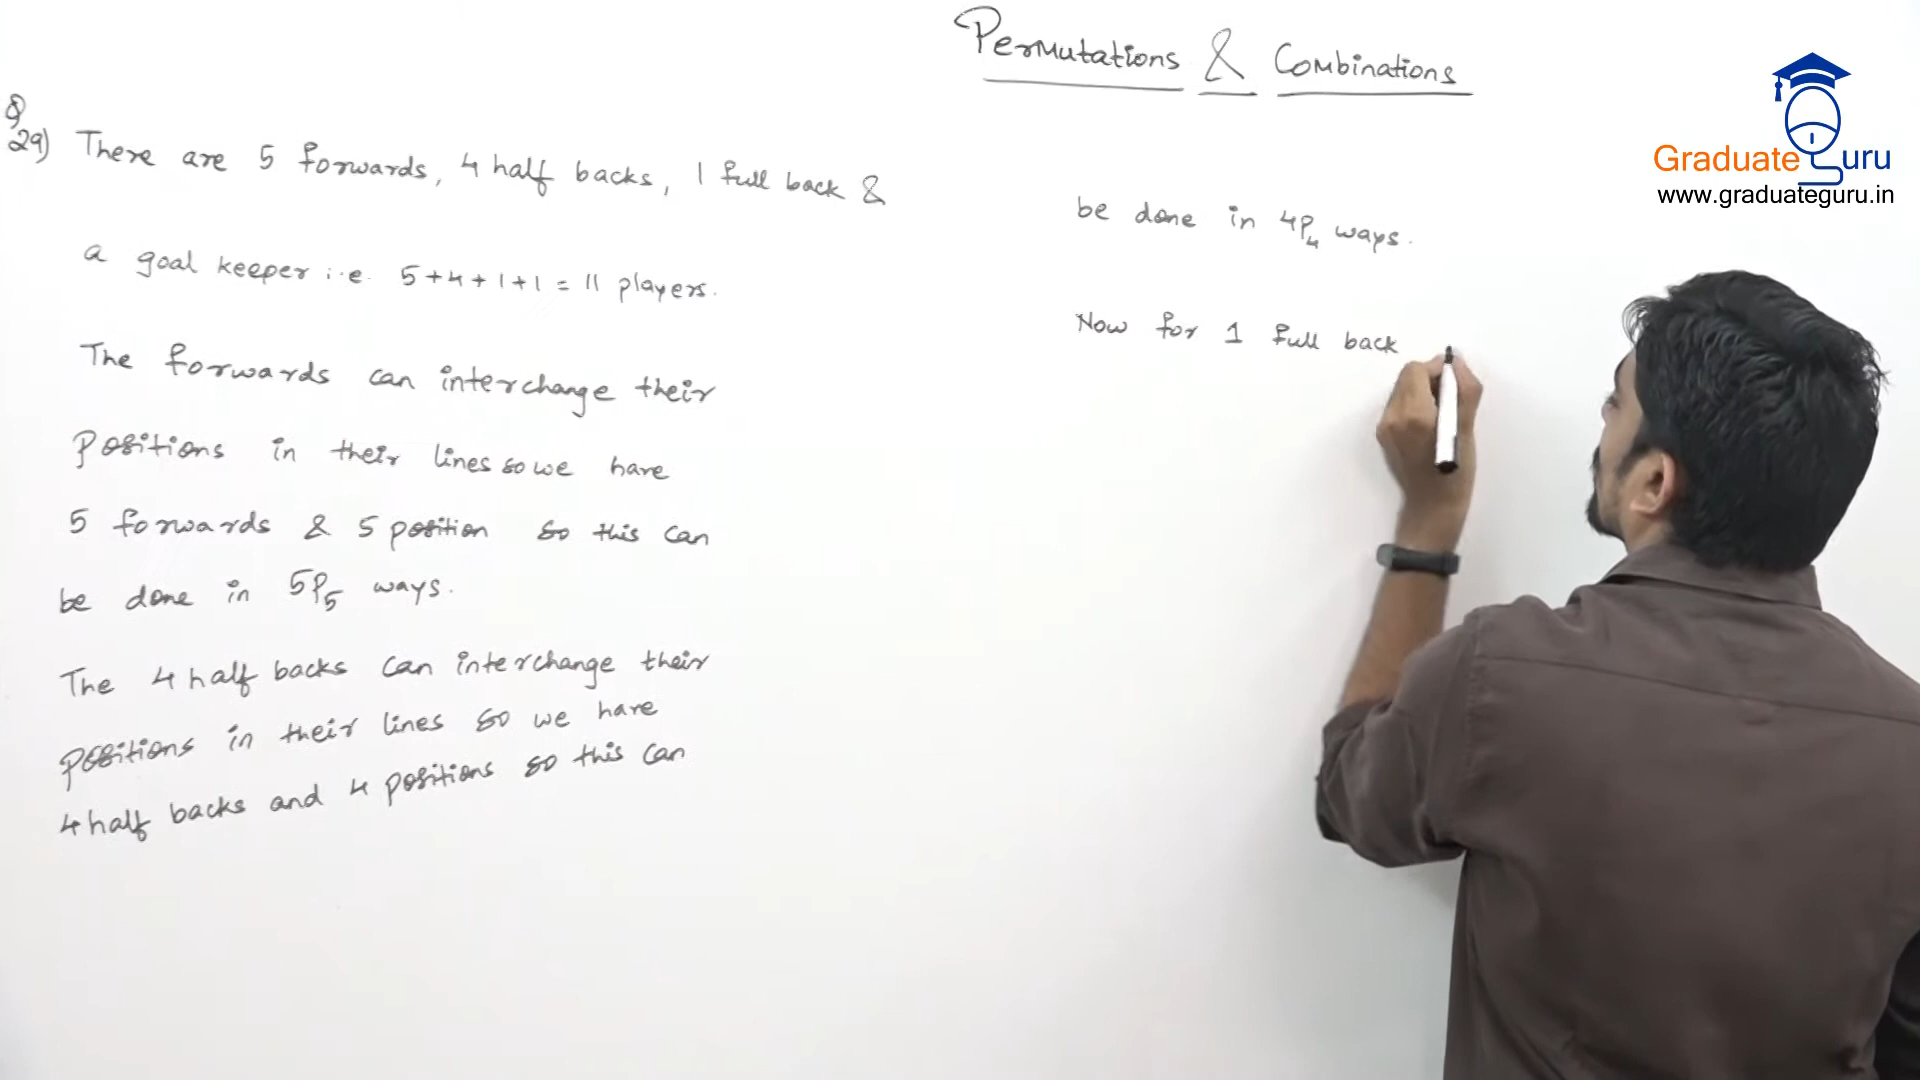 Permutations & Combinations
Graduate Guru
www.graduateguru.in
Q
29) There are 5 forwards, 4 half backs, 1 full back &
a goal keeper i.e. 5+4+1+1 = 11 players.
The forwards can interchange their
positions in their lines so we have
5 forwards & 5 position so this can
be done in 5P5 ways.
The 4 half backs can interchange their
positions in their lines so we have
4 half backs and 4 positions so this can
be done in 4P4 ways.
Now for 1 full back